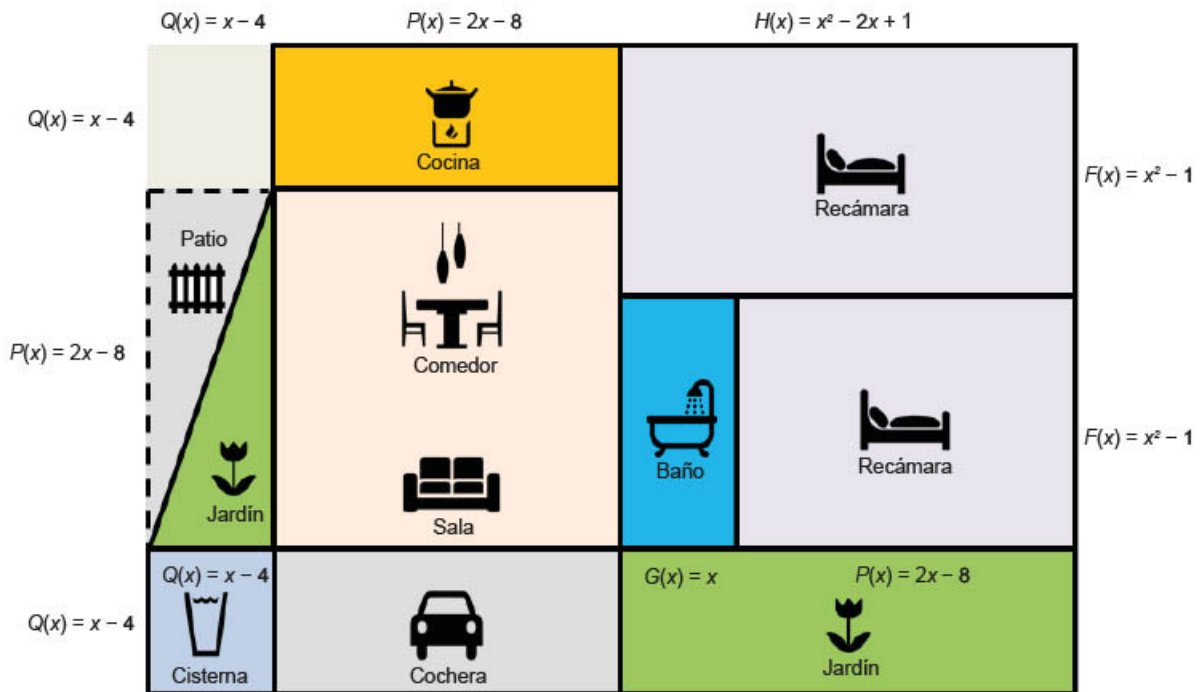 Q(x) = x – 4
P(x) = 2x – 8
H(x) = x² – 2x + 1
Q(x) = x – 4
Cocina
Recámara
F(x) = x² – 1
Patio
P(x) = 2x – 8
Comedor
Jardín
Sala
Baño
Recámara
F(x) = x² – 1
Q(x) = x – 4
Q(x) = x – 4
Cisterna
Cochera
G(x) = x
P(x) = 2x – 8
Jardín